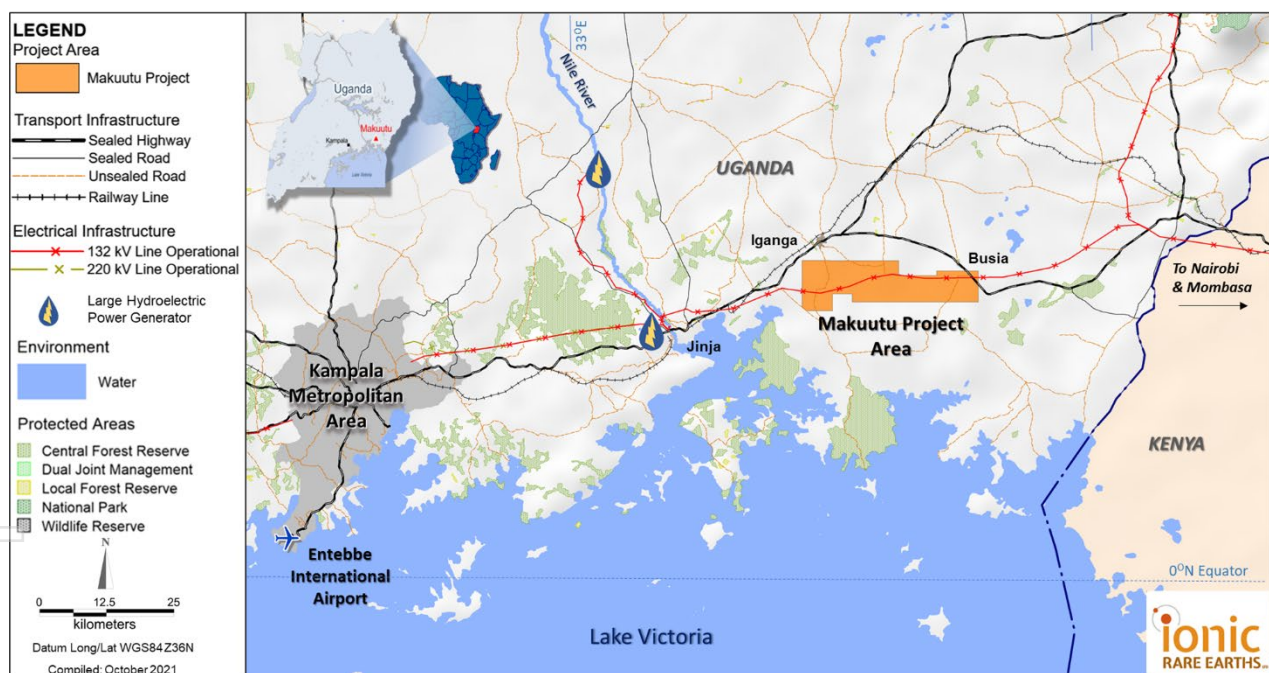 LEGEND
Project Area
Makuutu Project
Transport Infrastructure
Sealed Highway
Sealed Road
Unsealed Road
Railway Line
Electrical Infrastructure
132 kV Line Operational
220 kV Line Operational
Large Hydroelectric
Power Generator
Environment
Water
Protected Areas
Central Forest Reserve
Dual Joint Management
Local Forest Reserve
National Park
Wildlife Reserve
N
0 12.5 25
kilometers
Datum Long/Lat WGS84 Z36N
Compiled: October 2021
Uganda
Makuutu
Kampala
33°E
Nile River
UGANDA
Iganga
Busia
To Nairobi
& Mombasa
Makuutu Project
Area
Jinja
Kampala
Metropolitan
Area
KENYA
Entebbe
International
Airport
0°N Equator
Lake Victoria
ionic
RARE EARTHS